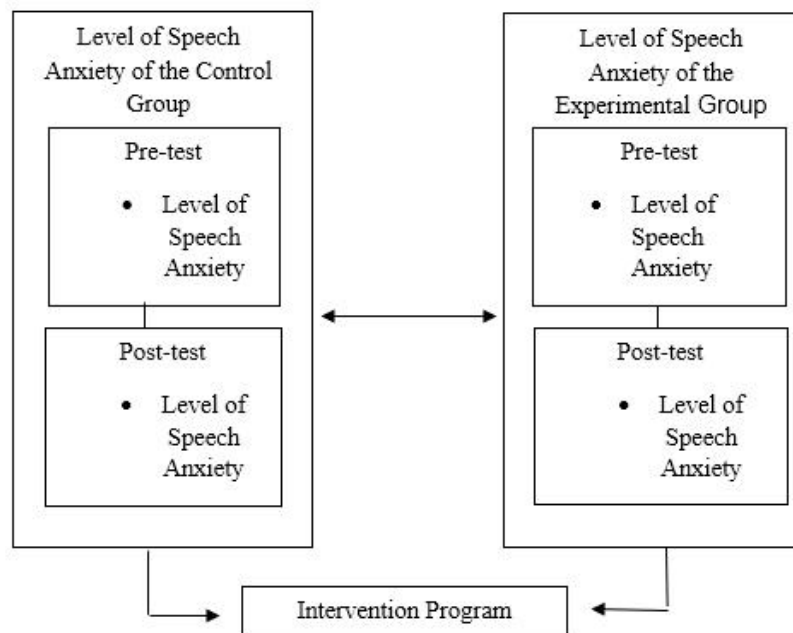 Level of Speech
Anxiety of the Control
Group
Pre-test
• Level of
Speech
Anxiety
Post-test
• Level of
Speech
Anxiety
Level of Speech
Anxiety of the
Experimental Group
Pre-test
• Level of
Speech
Anxiety
Post-test
• Level of
Speech
Anxiety
Intervention Program